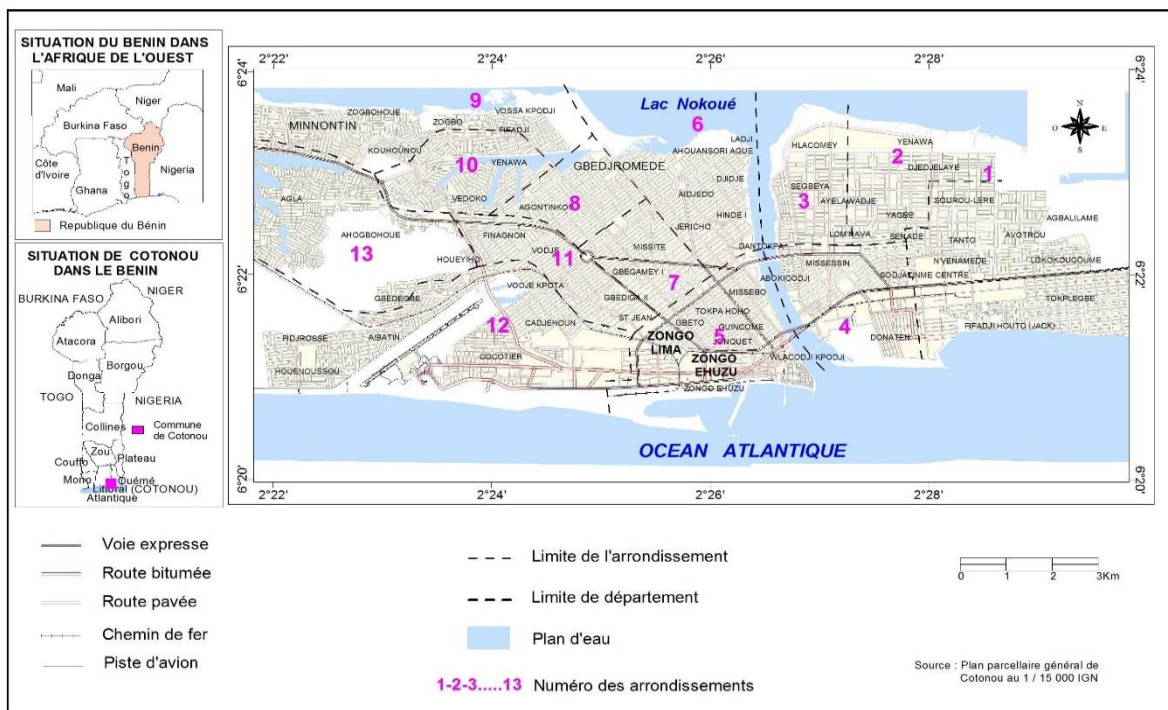 SITUATION DU BENIN DANS
L'AFRIQUE DE L'OUEST
Mali
Niger
Burkina Faso
Benin
Côte
d'Ivoire
Ghana
Togo
Nigeria
Republique du Bénin
SITUATION DE COTONOU
DANS LE BENIN
BURKINA FASO
NIGER
Alibori
Atacora
Borgou
Donga
TOGO
NIGERIA
Collines
Commune
de Cotonou
Zou
Plateau
Couffo
Mono
Ouémé
Littoral (COTONOU)
Atlantique
2°22' 2°24' 2°26' 2°28'
6°24' 6°24'
9
Lac Nokoué
6
ZOGBOHOUE
VOSSA KPODJI
ZOGBO
FIFADJI
MINNONTIN
KOUHOUNOU
10
YENAWA
GBEDJROMEDE
LADJI
AHOUANSORI AGUE
HLACOMEY
YENAWA
2
DJEDJELAYE
1
N
O E
S
AGLA
VEDOKO
AGONTINKON
8
AIDJEDO
DJIDJE
HINDE I
JERICHO
SEGBEYA
3
AYELAWADJE
SGUROU-LERE
YAGBE
AGBALILAME
AHOGBOHOUE
13
FINAGNON
HOUEYIHO
VODJE
11
MISSITE
DANTOKPA
LOM'NAVA
SENADE
TANTO
AVOTROU
LOKOKOUGOUME
6°22' 6°22'
GBEGAMEY I
7
MISSESSIN
N'VENAMEDE
ABOKICODJI
SODJATINME CENTRE
GBEDEGBE
VODJE KPOTA
GBEDIGA II
MISSEBO
TOKPLEGBE
12
CADJEHOUN
ST JEAN
GBETO
TOKPA HOHO
QUINCOME
5
JONQUET
4
DONATEN
FIFADJI HOUTO (JACK)
PIDJROSSE
AIBATIN
ZONGO
LIMA
ZONGO
EHUZU
WLACODJI KPODJI
HOUENOUSSOU
COCOTIER
ZONGO EHUZU
OCEAN ATLANTIQUE
6°20' 6°20'
2°22' 2°24' 2°26' 2°28'
Voie expresse
Route bitumée
Route pavée
Chemin de fer
Piste d'avion
Limite de l'arrondissement
Limite de département
Plan d'eau
1-2-3.....13 Numéro des arrondissements
0 1 2 3Km
Source : Plan parcellaire général de
Cotonou au 1 / 15 000 IGN